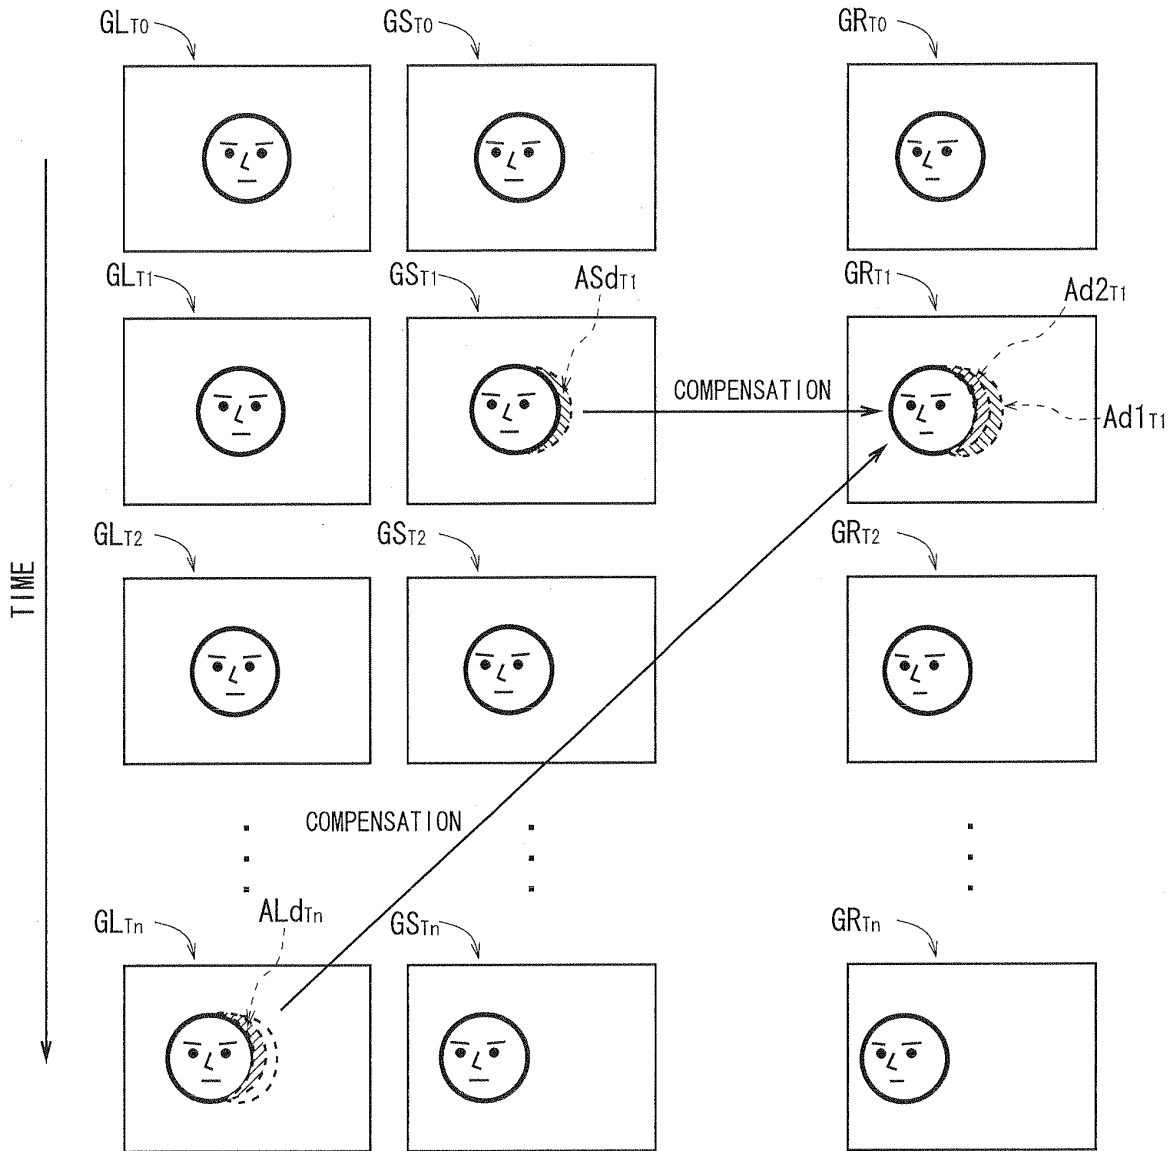 GLT0
GST0
GRT0
GLT1
GST1
ASdT1
GRT1
Ad2T1
COMPENSATION
Ad1T1
GLT2
GST2
GRT2
TIME
COMPENSATION
GLTn
ALdTn
GSTn
GRTn